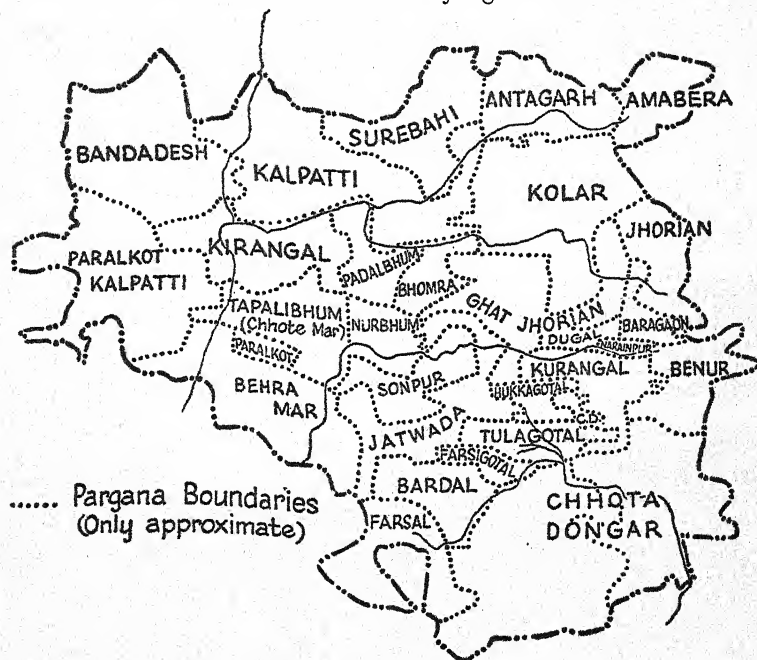 ANTAGARH
AMABERA
SUREBAHI
BANDADESH
KALPATTI
KOLAR
JHORIAN
KIRANGAL
PARALKOT
KALPATTI
PADALBHUM
BHOMRA
GHAT
JHORIAN
TAPALIBHUM
(Chhote Mar)
NURBHUM
DUGAL
BARAGAON
NARAINPUR
PARALKOT
KURANGAL
BENUR
BEHRA
MAR
SONPUR
HUKKAGOTAL
JATWADA
C.D.
TULAGOTAL
FARSIGOTAL
BARDAL
FARSAL
CHHOTA
DONGAR
...... Pargana Boundaries
(Only approximate)